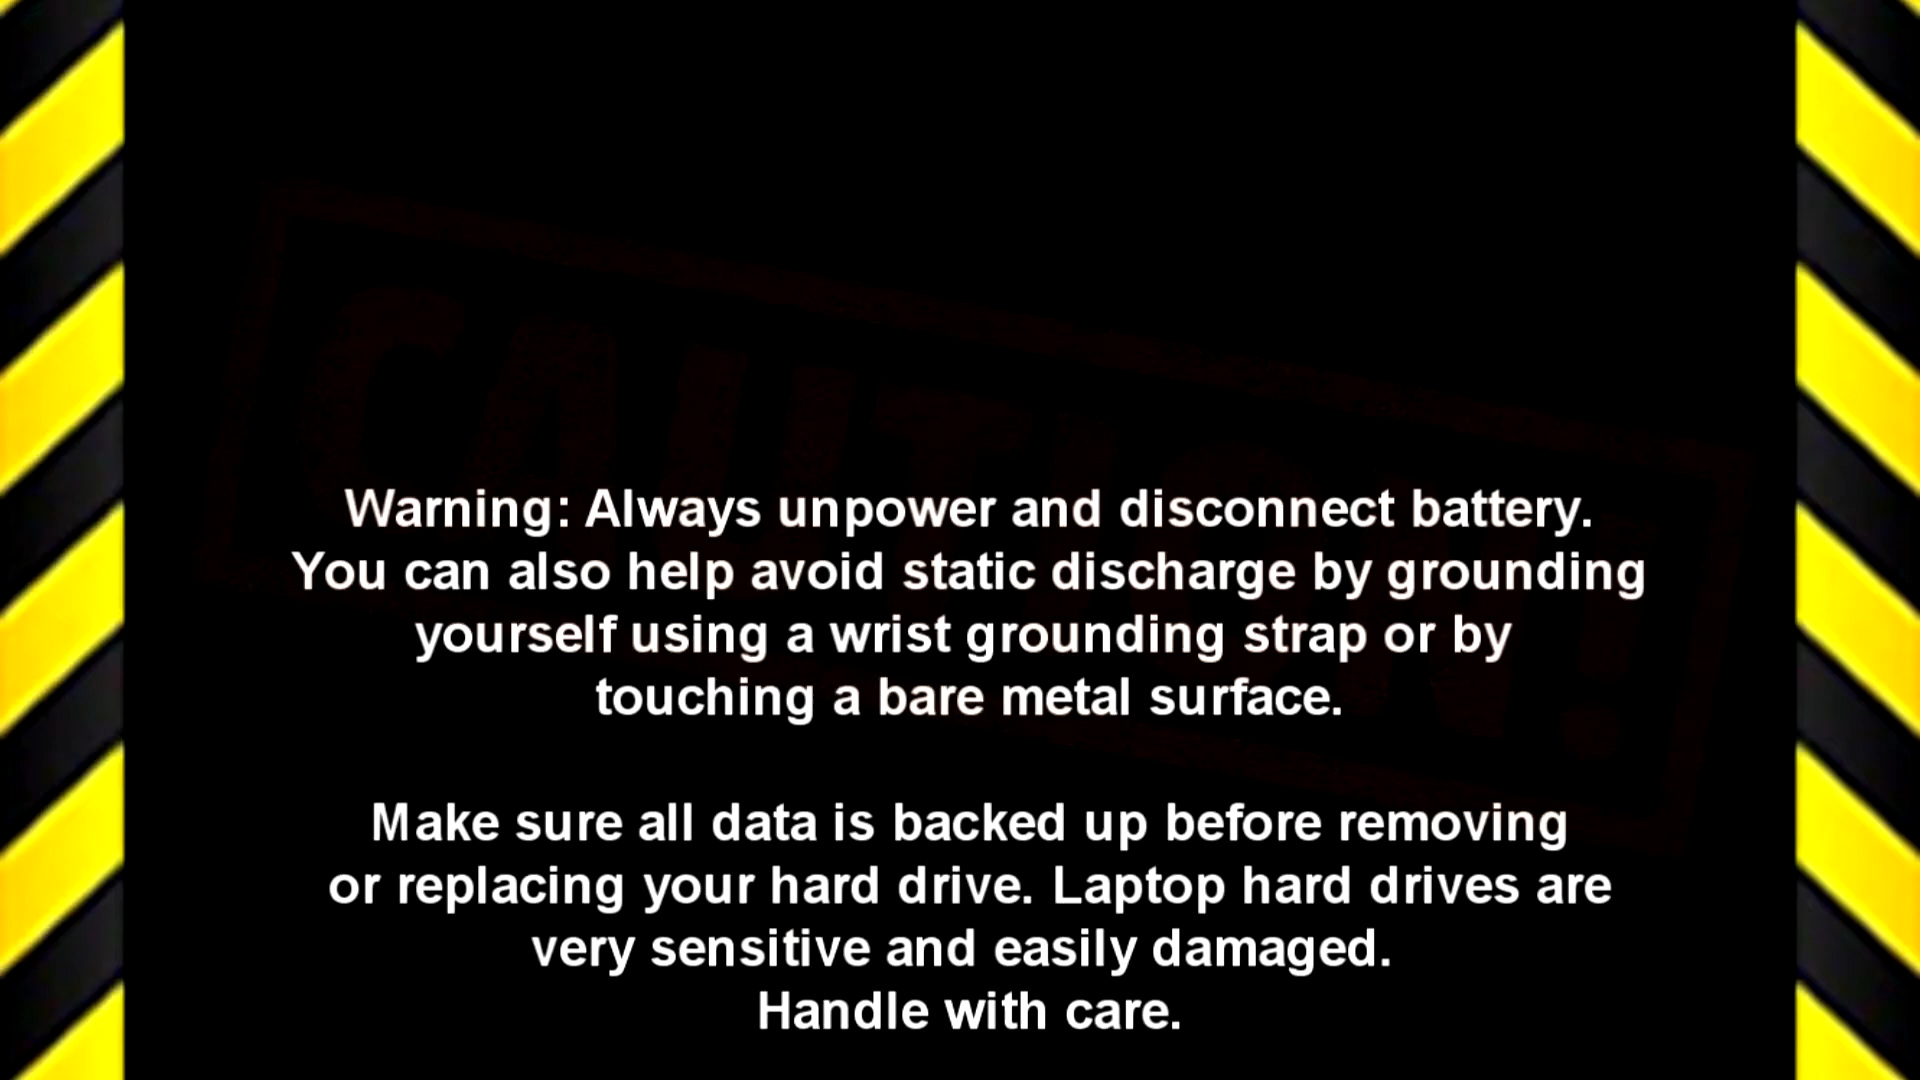 CAUTION!
Warning: Always unpower and disconnect battery.
You can also help avoid static discharge by grounding
yourself using a wrist grounding strap or by
touching a bare metal surface.
Make sure all data is backed up before removing
or replacing your hard drive. Laptop hard drives are
very sensitive and easily damaged.
Handle with care.